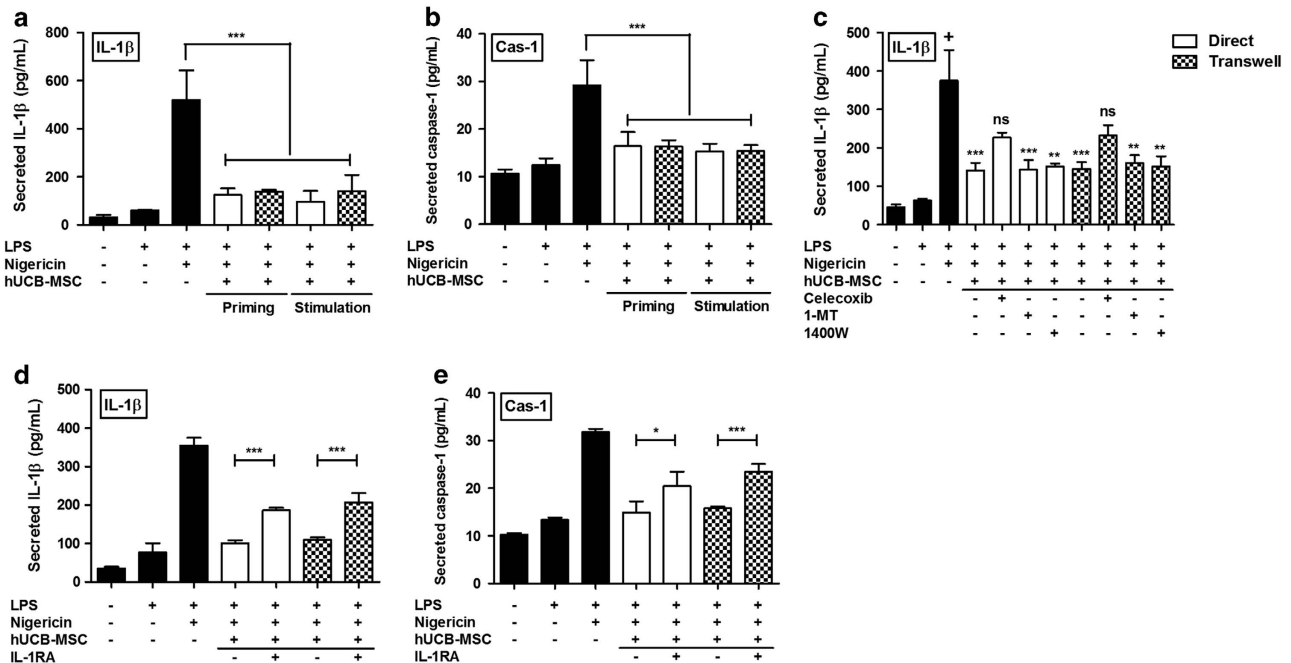 a
IL-1β
***
Secreted IL-1β (pg/mL)
800
600
400
200
0
LPS - + + + + + +
Nigericin - - + + + + +
hUCB-MSC - - - + + + +
Priming Stimulation
b
Cas-1
***
Secreted caspase-1 (pg/mL)
40
30
20
10
0
LPS - + + + + + +
Nigericin - - + + + + +
hUCB-MSC - - - + + + +
Priming Stimulation
c
IL-1β
Direct
Transwell
Secreted IL-1β (pg/mL)
500
400
300
200
100
0
+ *** ns *** ** *** ns ** **
LPS - + + + + + + + + + +
Nigericin - - + + + + + + + + +
hUCB-MSC - - - + + + + + + + +
Celecoxib - + - - - + - -
1-MT - - + - - - + -
1400W - - - + - - - +
d
IL-1β
*** ***
Secreted IL-1β (pg/mL)
500
400
300
200
100
0
LPS - + + + + + +
Nigericin - - + + + + +
hUCB-MSC - - - + + + +
IL-1RA - + - +
e
Cas-1
* ***
Secreted caspase-1 (pg/mL)
40
30
20
10
0
LPS - + + + + + +
Nigericin - - + + + + +
hUCB-MSC - - - + + + +
IL-1RA - + - +